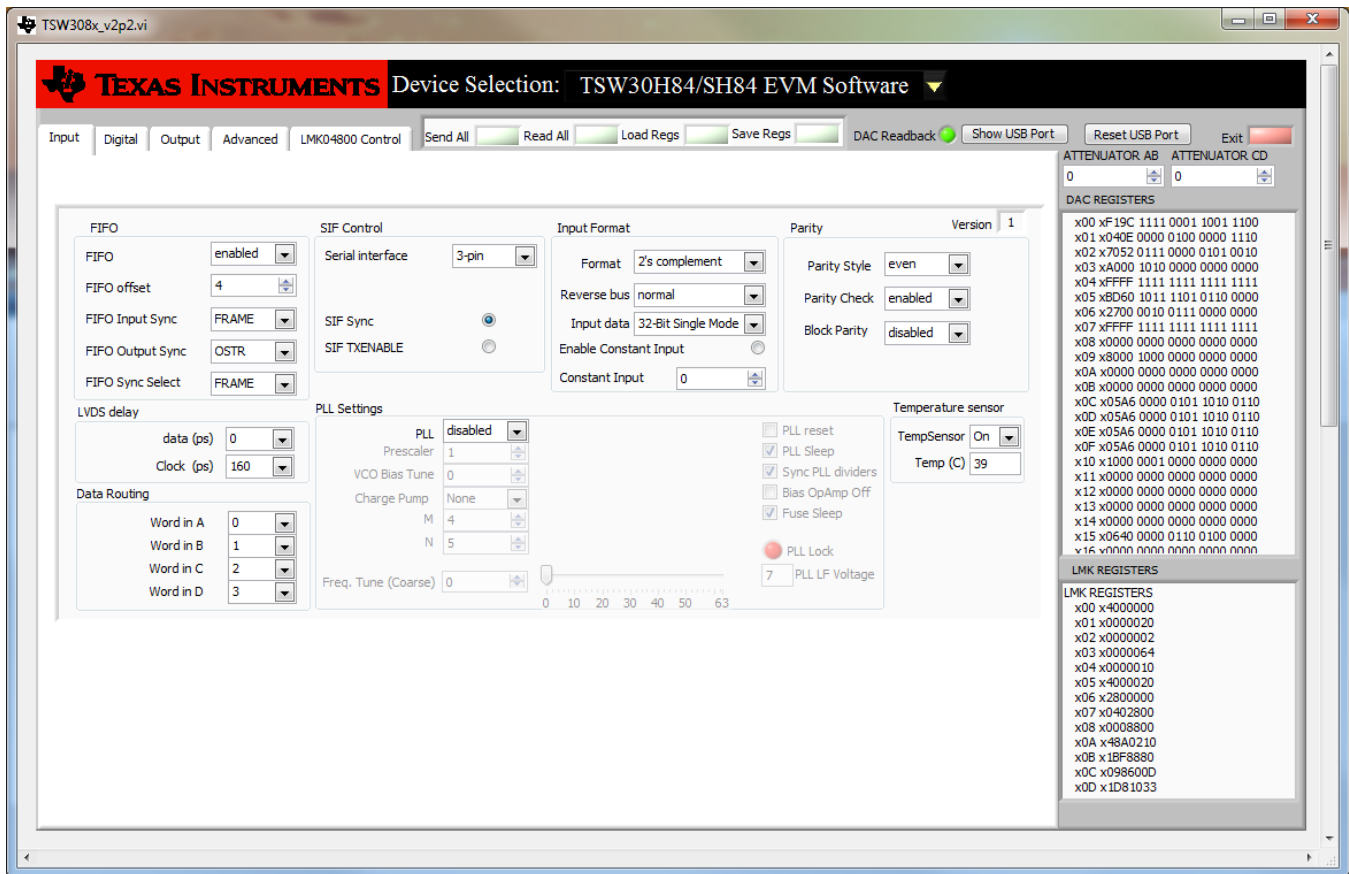 TSW308x_v2p2.vi
TEXAS INSTRUMENTS Device Selection: TSW30H84/SH84 EVM Software
Input Digital Output Advanced LMK04800 Control Send All Read All Load Regs Save Regs DAC Readback Show USB Port Reset USB Port Exit
ATTENUATOR AB ATTENUATOR CD
0 0
DAC REGISTERS
Version 1
FIFO
FIFO enabled
FIFO offset 4
FIFO Input Sync FRAME
FIFO Output Sync OSTR
FIFO Sync Select FRAME
SIF Control
Serial interface 3-pin
SIF Sync
SIF TXENABLE
Input Format
Format 2's complement
Reverse bus normal
Input data 32-Bit Single Mode
Enable Constant Input
Constant Input 0
Parity
Parity Style even
Parity Check enabled
Block Parity disabled
LVDS delay
data (ps) 0
Clock (ps) 160
Data Routing
Word in A 0
Word in B 1
Word in C 2
Word in D 3
PLL Settings
PLL disabled
Prescaler 1
VCO Bias Tune 0
Charge Pump None
M 4
N 5
Freq. Tune (Coarse) 0
0 10 20 30 40 50 63
PLL reset
PLL Sleep
Sync PLL dividers
Bias OpAmp Off
Fuse Sleep
PLL Lock
7 PLL LF Voltage
Temperature sensor
TempSensor On
Temp (C) 39
x00 xF19C 1111 0001 1001 1100
x01 x040E 0000 0100 0000 1110
x02 x7052 0111 0000 0101 0010
x03 xA000 1010 0000 0000 0000
x04 xFFFF 1111 1111 1111 1111
x05 xBD60 1011 1101 0110 0000
x06 x2700 0010 0111 0000 0000
x07 xFFFF 1111 1111 1111 1111
x08 x0000 0000 0000 0000 0000
x09 x8000 1000 0000 0000 0000
x0A x0000 0000 0000 0000 0000
x0B x0000 0000 0000 0000 0000
x0C x05A6 0000 0101 1010 0110
x0D x05A6 0000 0101 1010 0110
x0E x05A6 0000 0101 1010 0110
x0F x05A6 0000 0101 1010 0110
x10 x1000 0001 0000 0000 0000
x11 x0000 0000 0000 0000 0000
x12 x0000 0000 0000 0000 0000
x13 x0000 0000 0000 0000 0000
x14 x0000 0000 0000 0000 0000
x15 x0640 0000 0110 0100 0000
x16 x0000 0000 0000 0000 0000
LMK REGISTERS
LMK REGISTERS
x00 x4000000
x01 x0000020
x02 x0000002
x03 x0000064
x04 x0000010
x05 x4000020
x06 x2800000
x07 x0402800
x08 x0008800
x0A x48A0210
x0B x1BF8880
x0C x098600D
x0D x1D81033